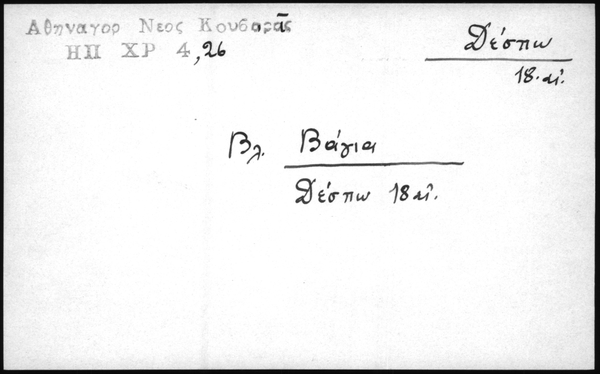 Αθηναγορ Νεος Κουβαρᾶς
ΗΠ ΧΡ 4,26
Δέσπω
18. αἰ.
Βλ. Βάγια
Δέσπω 18 αἰ.